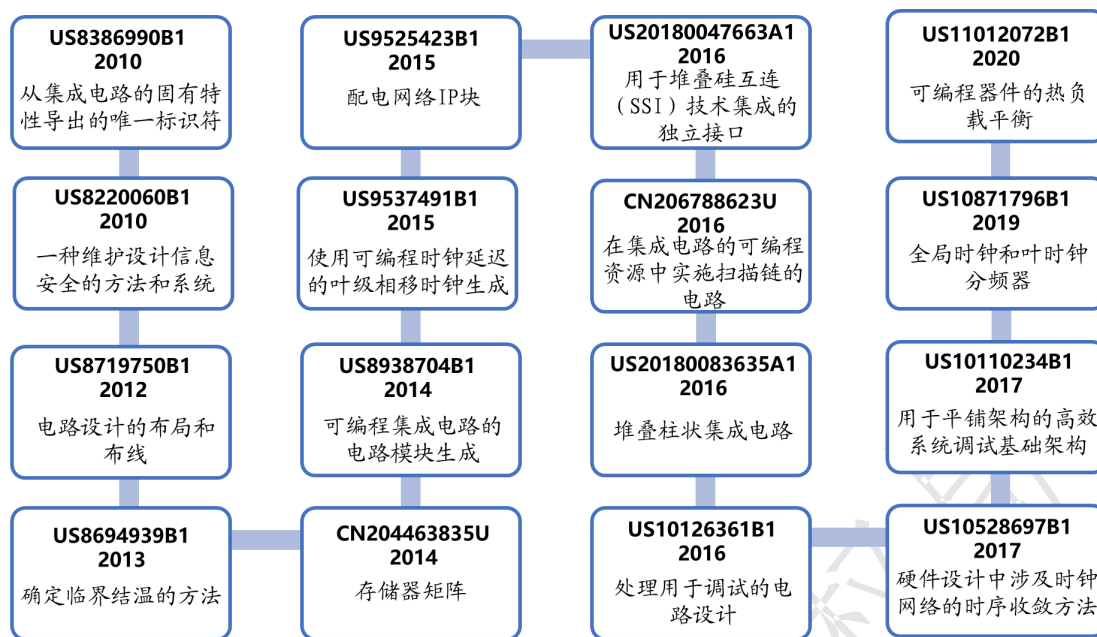 US8386990B1
2010
从集成电路的固有特
性导出的唯一标识符
US8220060B1
2010
一种维护设计信息
安全的方法和系统
US8719750B1
2012
电路设计的布局和
布线
US8694939B1
2013
确定临界结温的方法
CN204463835U
2014
存储器矩阵
US8938704B1
2014
可编程集成电路的
电路模块生成
US9537491B1
2015
使用可编程时钟延迟
的叶级相移时钟生成
US9525423B1
2015
配电网络IP块
US20180047663A1
2016
用于堆叠硅互连
(SSI)技术集成的
独立接口
CN206788623U
2016
在集成电路的可编程
资源中实施扫描链的
电路
US20180083635A1
2016
堆叠柱状集成电路
US10126361B1
2016
处理用于调试的电
路设计
US10528697B1
2017
硬件设计中涉及时钟
网络的时序收敛方法
US10110234B1
2017
用于平铺架构的高效
系统调试基础架构
US10871796B1
2019
全局时钟和叶时钟
分频器
US11012072B1
2020
可编程器件的热负
载平衡